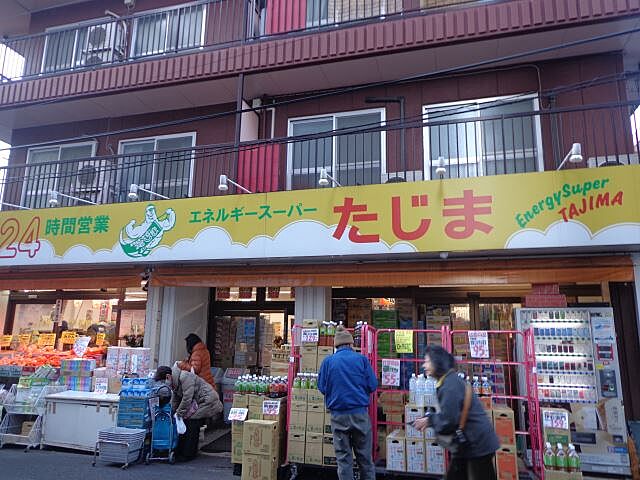 24時間営業
エネルギースーパー
たじま
EnergySuper
TAJIMA